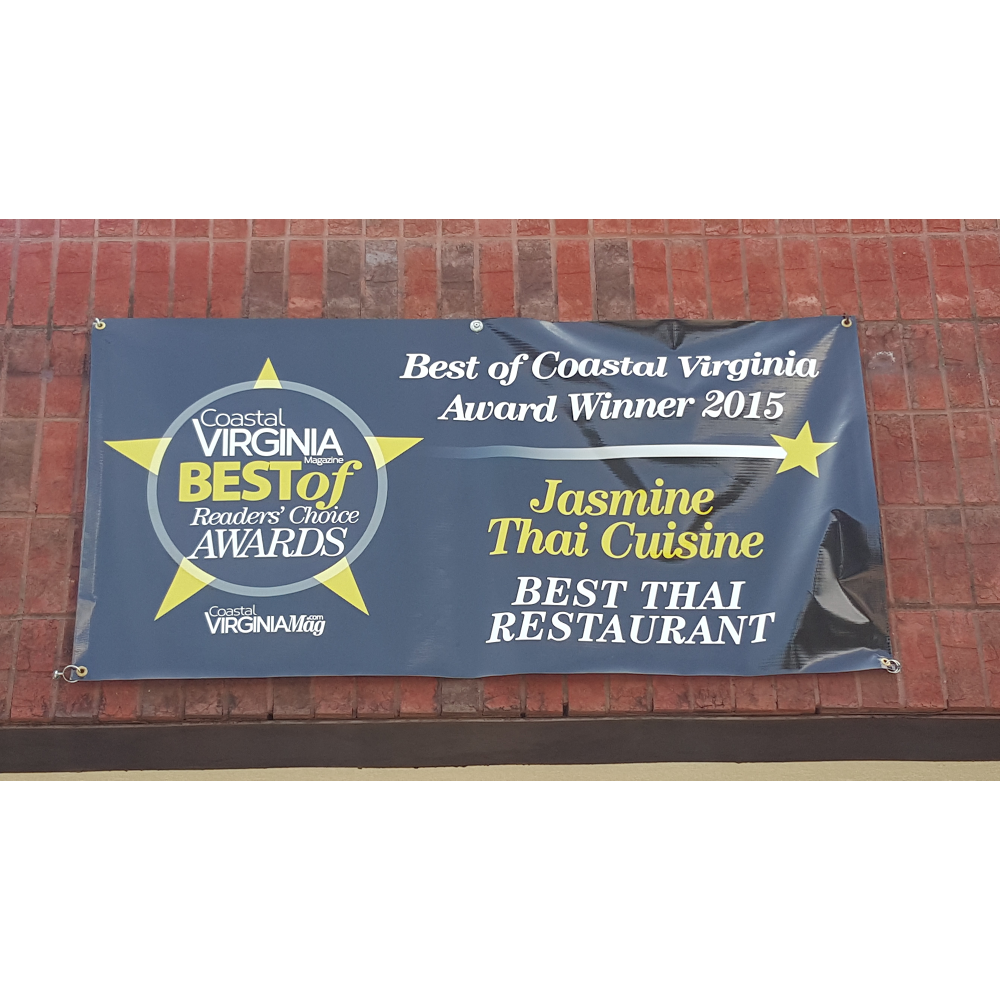 Coastal
VIRGINIA
Magazine
BEST of
Readers' Choice
AWARDS
Coastal
VIRGINIAMag.com
Best of Coastal Virginia
Award Winner 2015
Jasmine
Thai Cuisine
BEST THAI
RESTAURANT